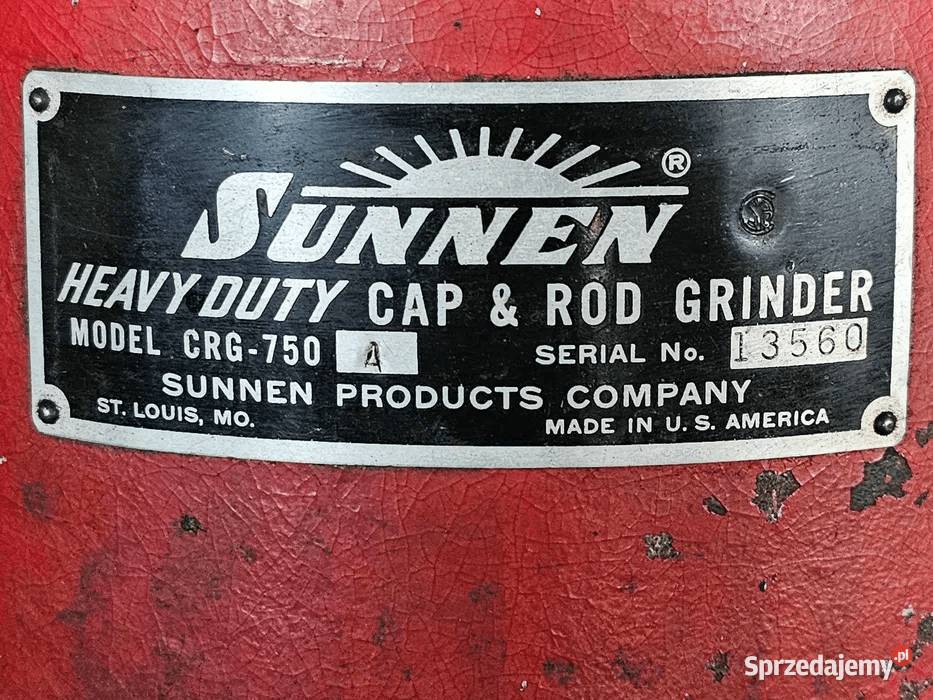 SUNNEN®
HEAVY DUTY CAP & ROD GRINDER
MODEL CRG-750 A SERIAL No. 13560
SUNNEN PRODUCTS COMPANY
ST. LOUIS, MO. MADE IN U. S. AMERICA
Sprzedajemy.pl